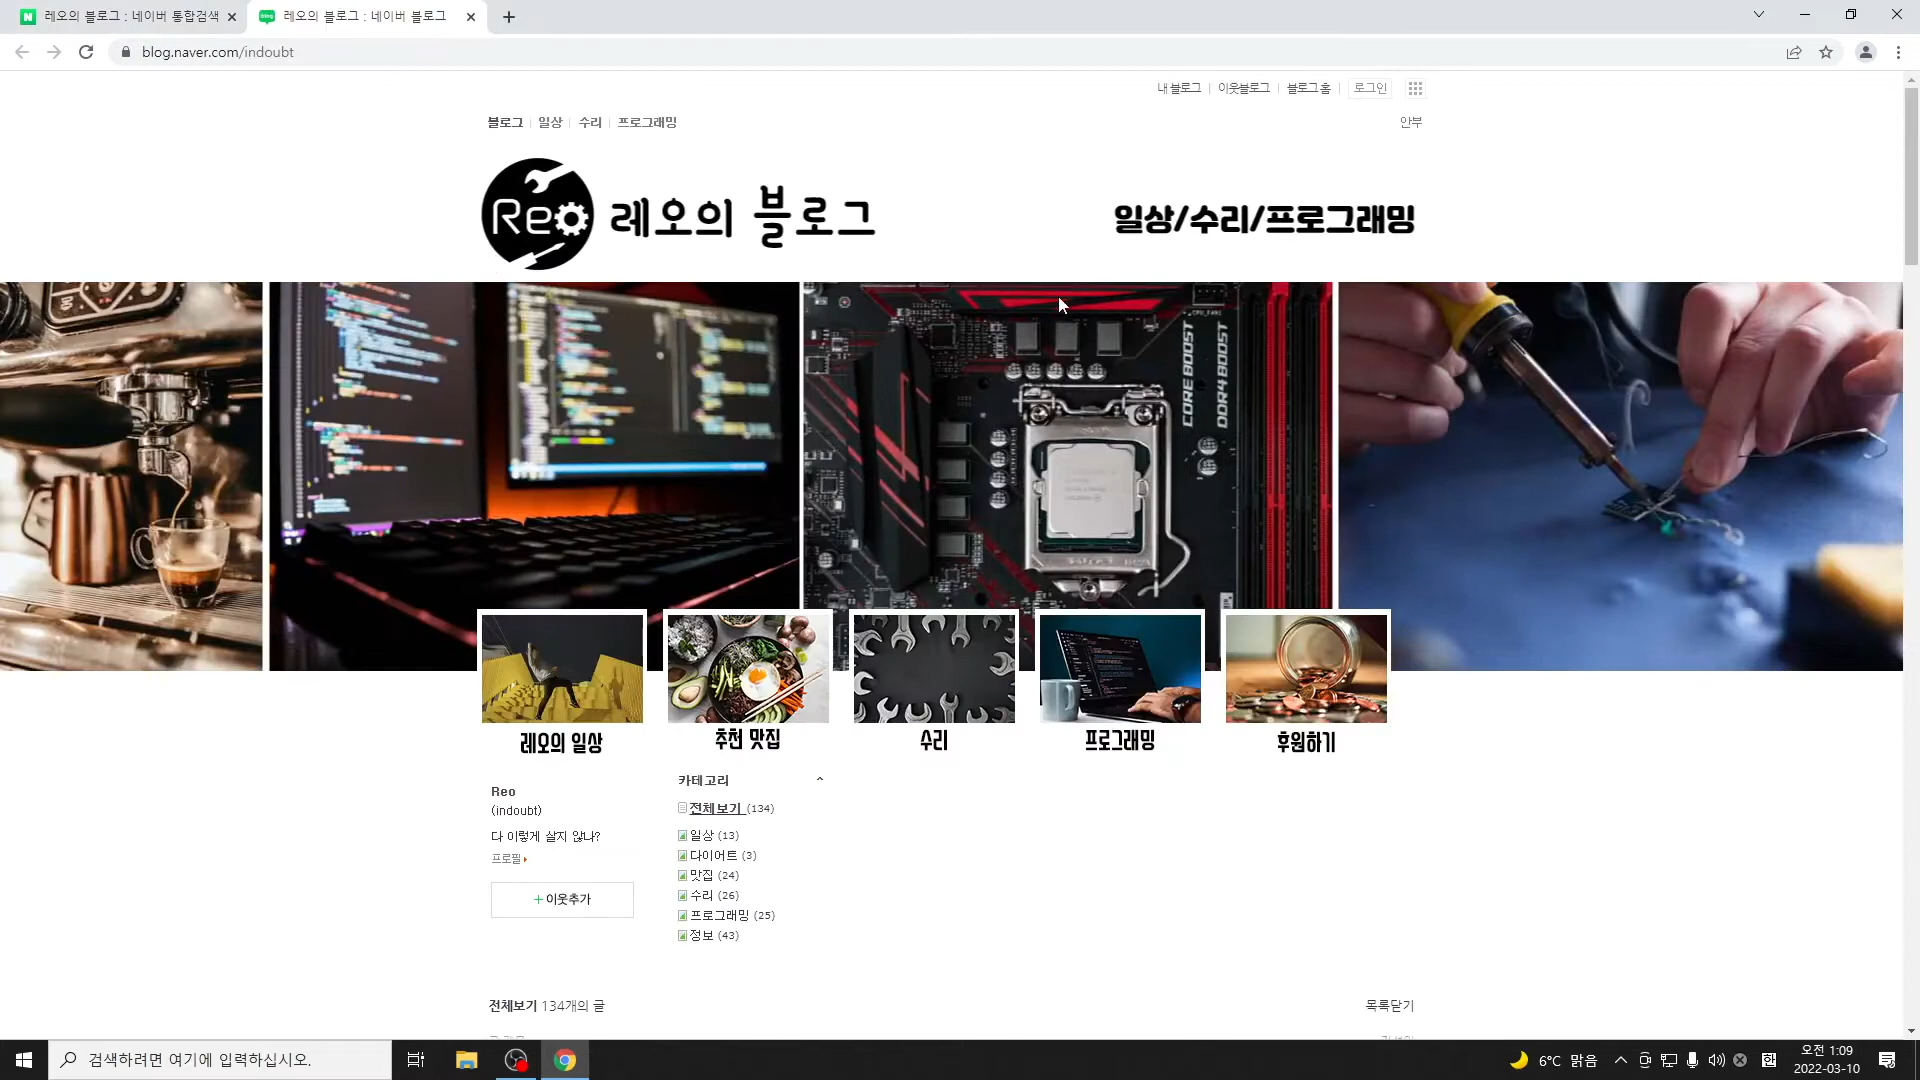 레오의 블로그 : 네이버 통합검색
레오의 블로그 : 네이버 블로그
blog.naver.com/indoubt
내 블로그 | 이웃블로그 | 블로그 홈 | 로그인
블로그 | 일상 | 수리 | 프로그래밍
안부
Reo 레오의 블로그
일상/수리/프로그래밍
CORE BOOST
DDR4 BOOST
레오의 일상
추천 맛집
수리
프로그래밍
후원하기
Reo
(indoubt)
다 이렇게 살지 않나?
프로필
+ 이웃추가
카테고리
전체보기 (134)
일상 (13)
다이어트 (3)
맛집 (24)
수리 (26)
프로그래밍 (25)
정보 (43)
전체보기 134개의 글
목록닫기
검색하려면 여기에 입력하십시오.
6°C 맑음
오전 1:09
2022-03-10